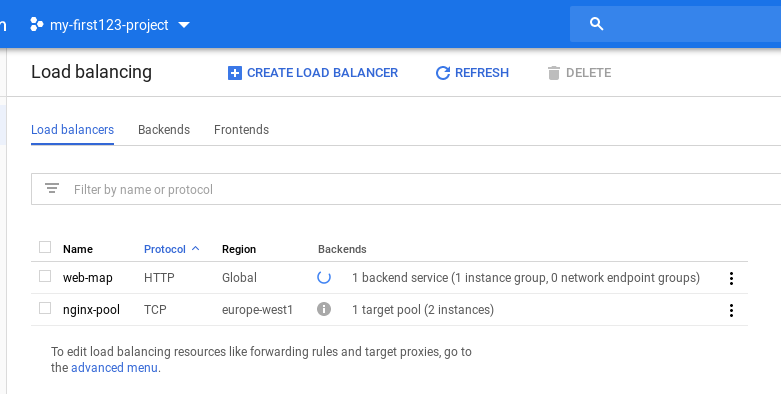 my-first123-project
Load balancing CREATE LOAD BALANCER REFRESH DELETE
Load balancers Backends Frontends
Filter by name or protocol
Name Protocol Region Backends
web-map HTTP Global 1 backend service (1 instance group, 0 network endpoint groups)
nginx-pool TCP europe-west1 1 target pool (2 instances)
To edit load balancing resources like forwarding rules and target proxies, go to
the advanced menu.